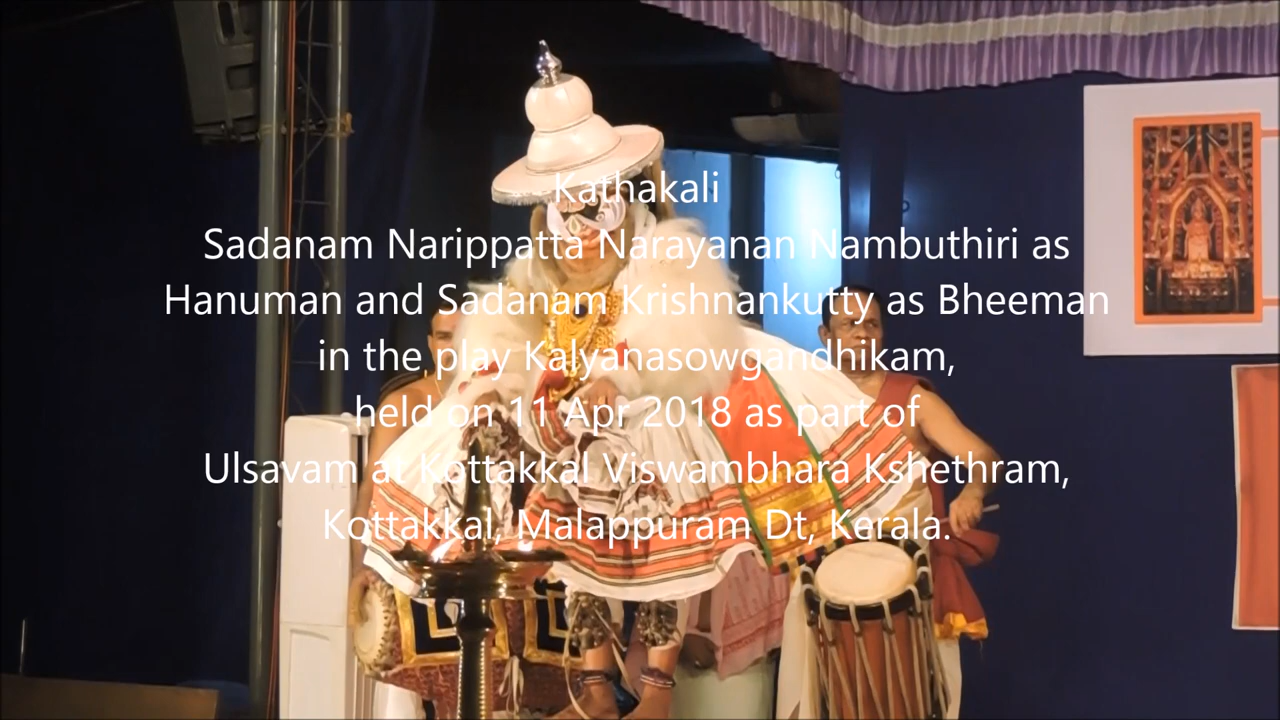 Kathakali
Sadanam Narippatta Narayanan Nambuthiri as
Hanuman and Sadanam Krishnankutty as Bheeman
in the play Kalyanasowgandhikam,
held on 11 Apr 2018 as part of
Ulsavam at Kottakkal Viswambhara Kshethram,
Kottakkal, Malappuram Dt, Kerala.